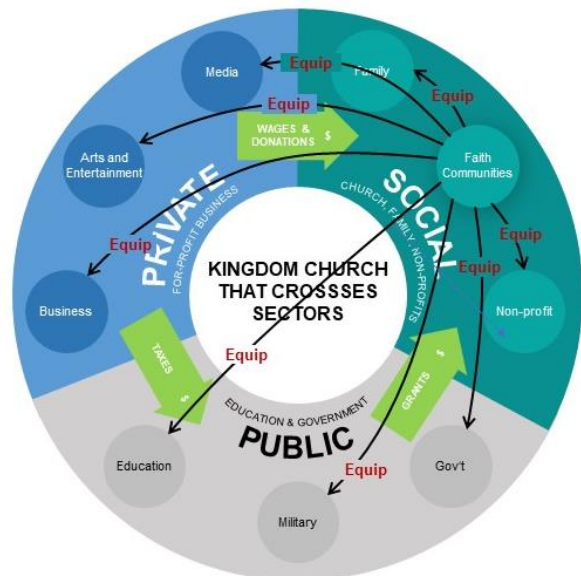 Media
Equip
Family
Equip
Equip
WAGES &
DONATIONS $
Arts and
Entertainment
Faith
Communities
PRIVATE
FOR-PROFIT BUSINESS
SOCIAL
CHURCH, FAMILY, NON-PROFITS
Equip
Equip
Equip
KINGDOM CHURCH
THAT CROSSSES
SECTORS
Business
Non-profit
Equip
TAXES $
GRANTS $
EDUCATION & GOVERNMENT
PUBLIC
Education
Equip
Gov't
Military